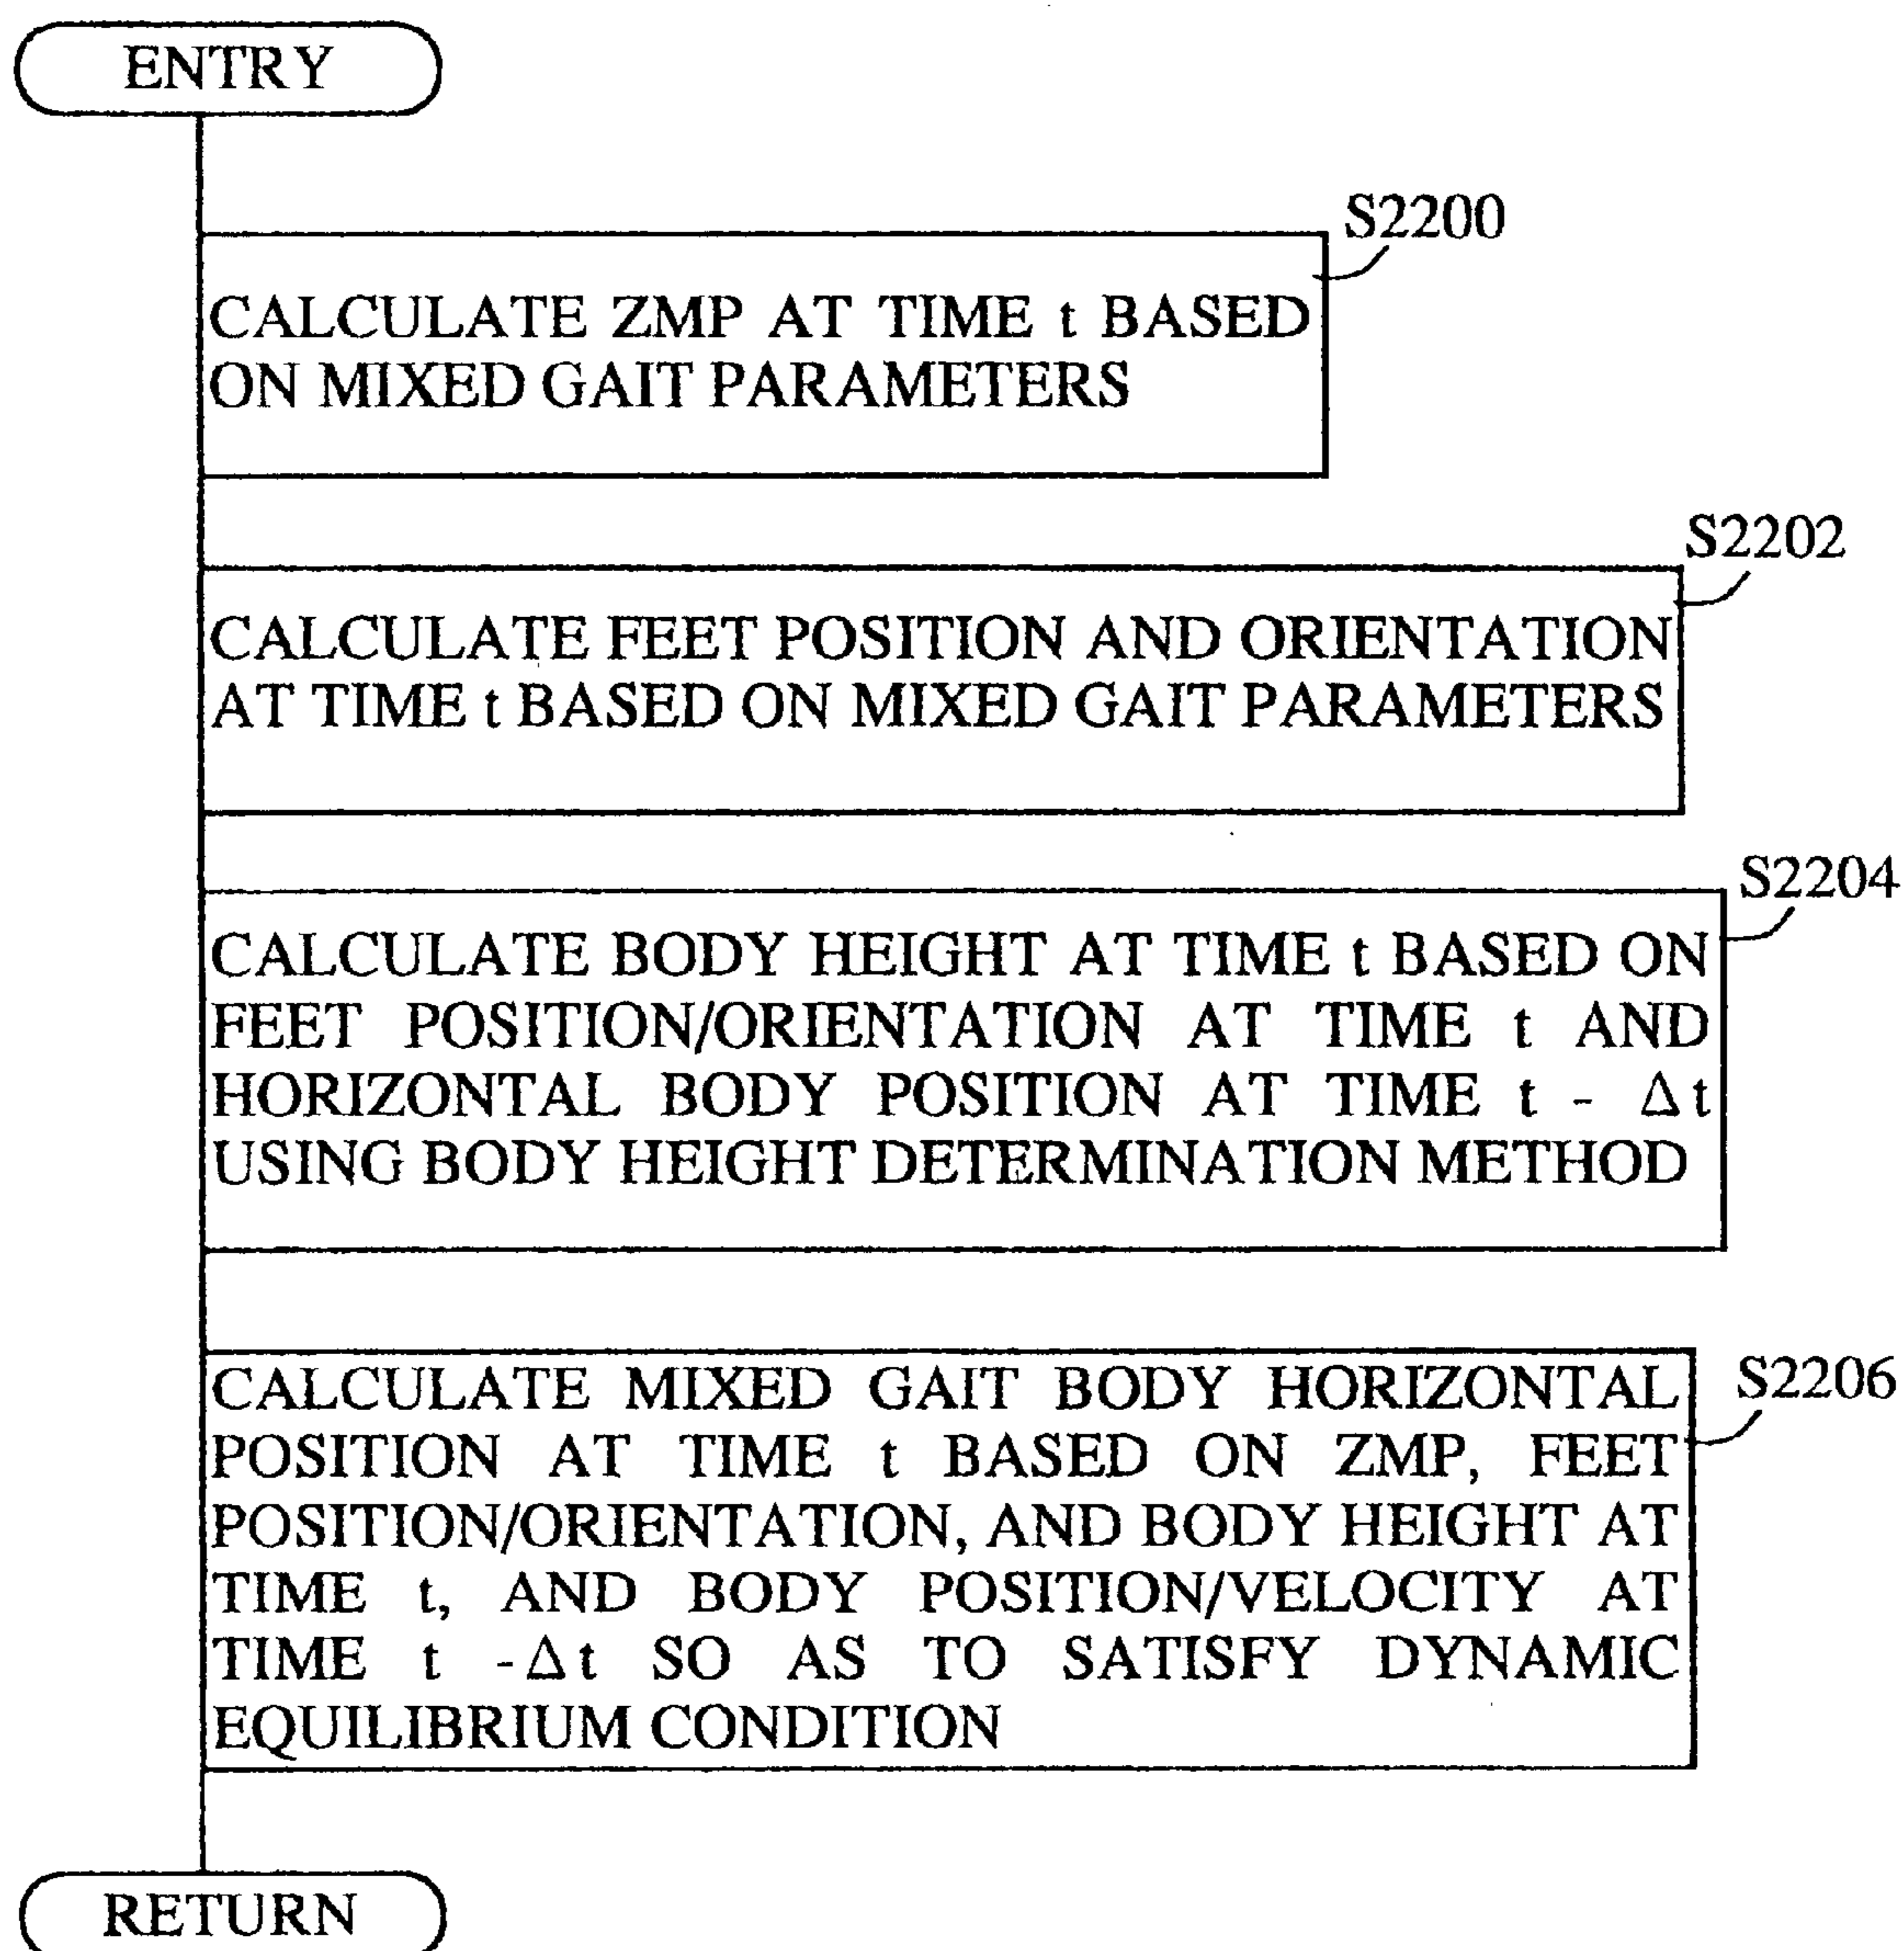 ENTRY
S2200
CALCULATE ZMP AT TIME t BASED
ON MIXED GAIT PARAMETERS
S2202
CALCULATE FEET POSITION AND ORIENTATION
AT TIME t BASED ON MIXED GAIT PARAMETERS
S2204
CALCULATE BODY HEIGHT AT TIME t BASED ON
FEET POSITION/ORIENTATION AT TIME t AND
HORIZONTAL BODY POSITION AT TIME t - Δt
USING BODY HEIGHT DETERMINATION METHOD
S2206
CALCULATE MIXED GAIT BODY HORIZONTAL
POSITION AT TIME t BASED ON ZMP, FEET
POSITION/ORIENTATION, AND BODY HEIGHT AT
TIME t, AND BODY POSITION/VELOCITY AT
TIME t -Δt SO AS TO SATISFY DYNAMIC
EQUILIBRIUM CONDITION
RETURN